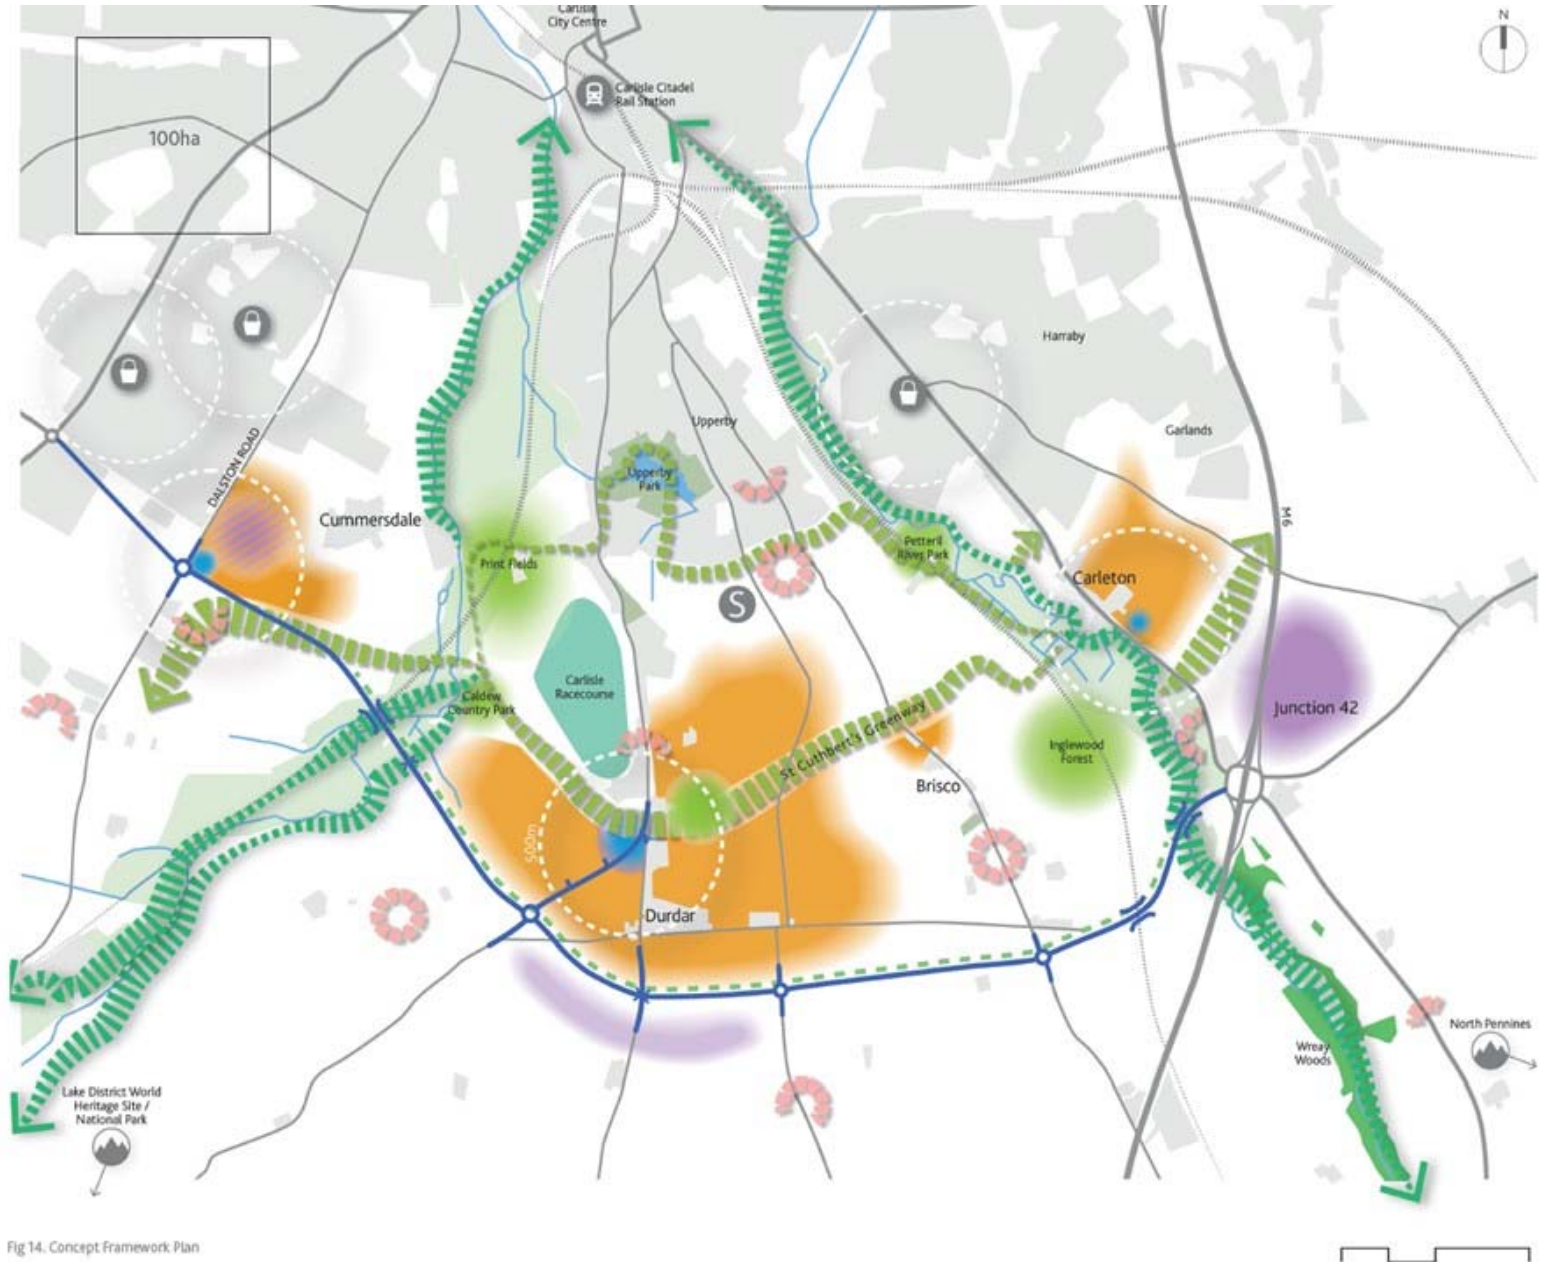 Carlisle
City Centre
N
Carlisle Citadel
Rail Station
100ha
Harraby
Upperby
Garlands
DALSTON ROAD
Upperby
Park
Cummersdale
M6
Petteril
River Park
Print Fields
Carleton
S
Carlisle
Racecourse
Caldew
Country Park
Junction 42
St Cuthbert's Greenway
Inglewood
Forest
Brisco
500m
Durdar
North Pennines
Wreay
Woods
Lake District World
Heritage Site /
National Park
Fig 14. Concept Framework Plan